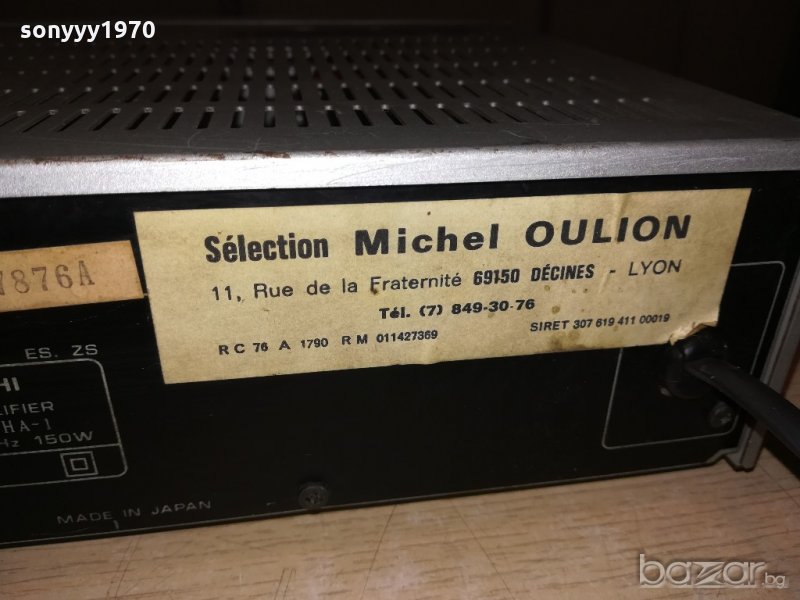 sonyyy1970
Sélection Michel OULION
11, Rue de la Fraternité 69150 DÉCINES - LYON
Tél. (7) 849-30-76
RC 76 A 1790 RM 011427369 SIRET 307 619 411 00019
7876A
ES. ZS
HI
LIFIER
HA-1
Hz 150W
MADE IN JAPAN
bazar.bg